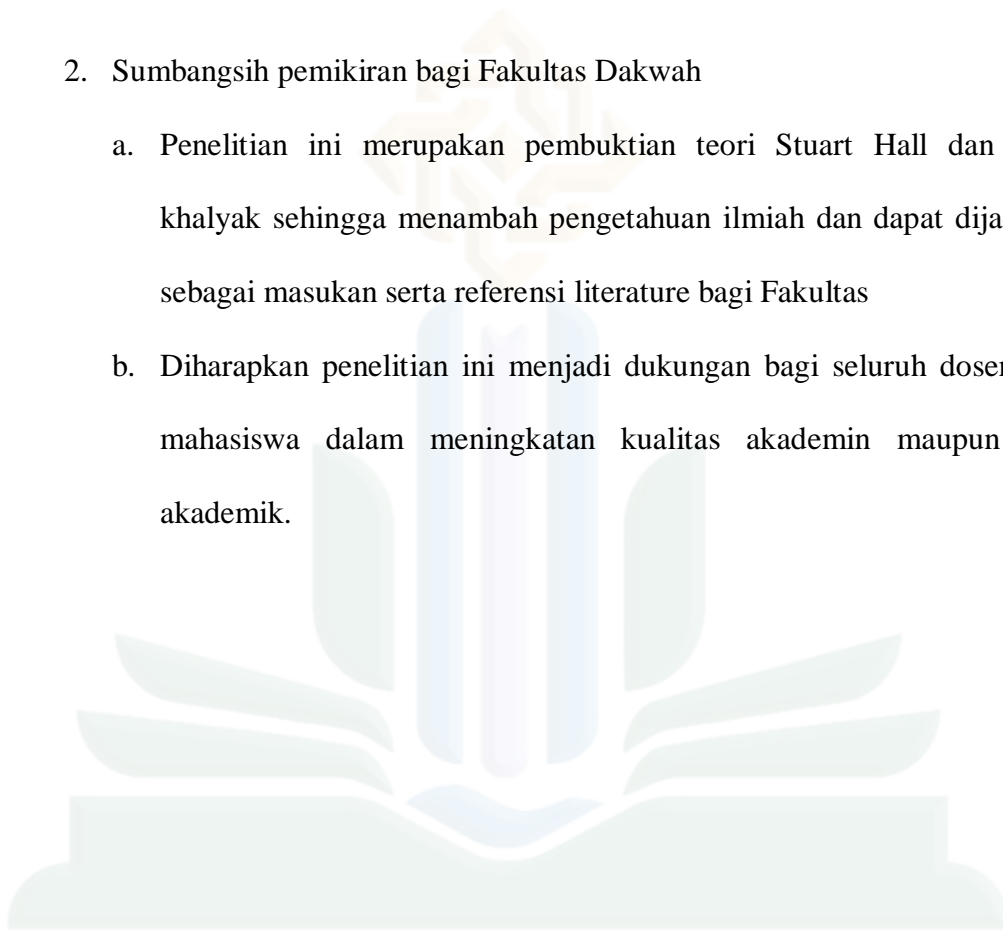 2. Sumbangsih pemikiran bagi Fakultas Dakwah
a. Penelitian ini merupakan pembuktian teori Stuart Hall dan
khalyak sehingga menambah pengetahuan ilmiah dan dapat dija
sebagai masukan serta referensi literature bagi Fakultas
b. Diharapkan penelitian ini menjadi dukungan bagi seluruh dosen
mahasiswa dalam meningkatan kualitas akademin maupun
akademik.